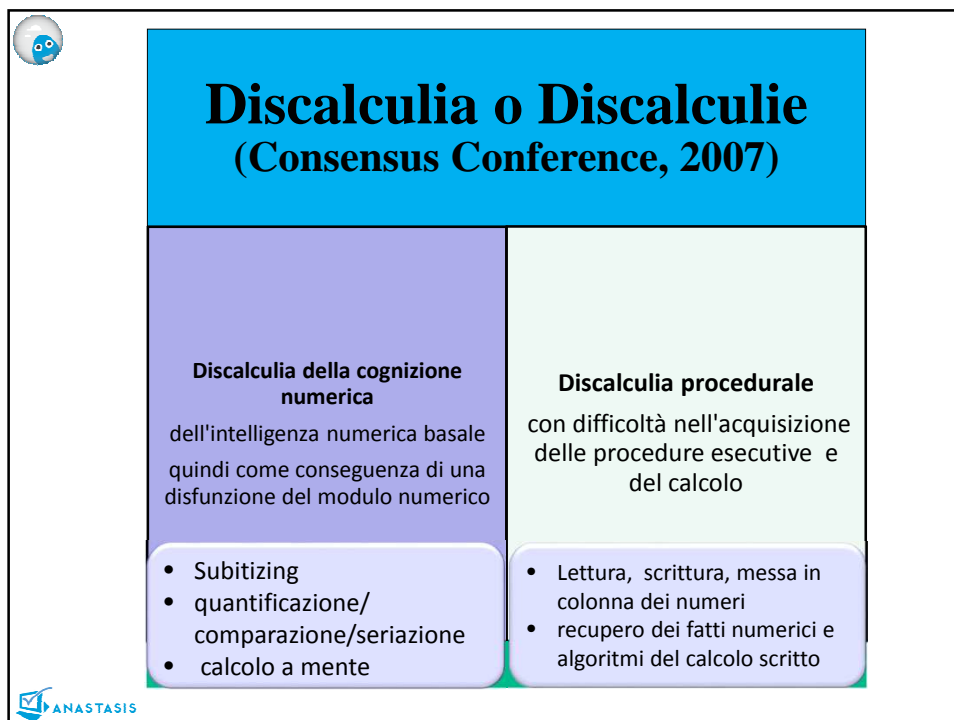 Discalculia o Discalculie
(Consensus Conference, 2007)
Discalculia della cognizione
numerica
dell'intelligenza numerica basale
quindi come conseguenza di una
disfunzione del modulo numerico
• Subitizing
• quantificazione/
comparazione/seriazione
• calcolo a mente
Discalculia procedurale
con difficoltà nell'acquisizione
delle procedure esecutive e
del calcolo
• Lettura, scrittura, messa in
colonna dei numeri
• recupero dei fatti numerici e
algoritmi del calcolo scritto
ANASTASIS